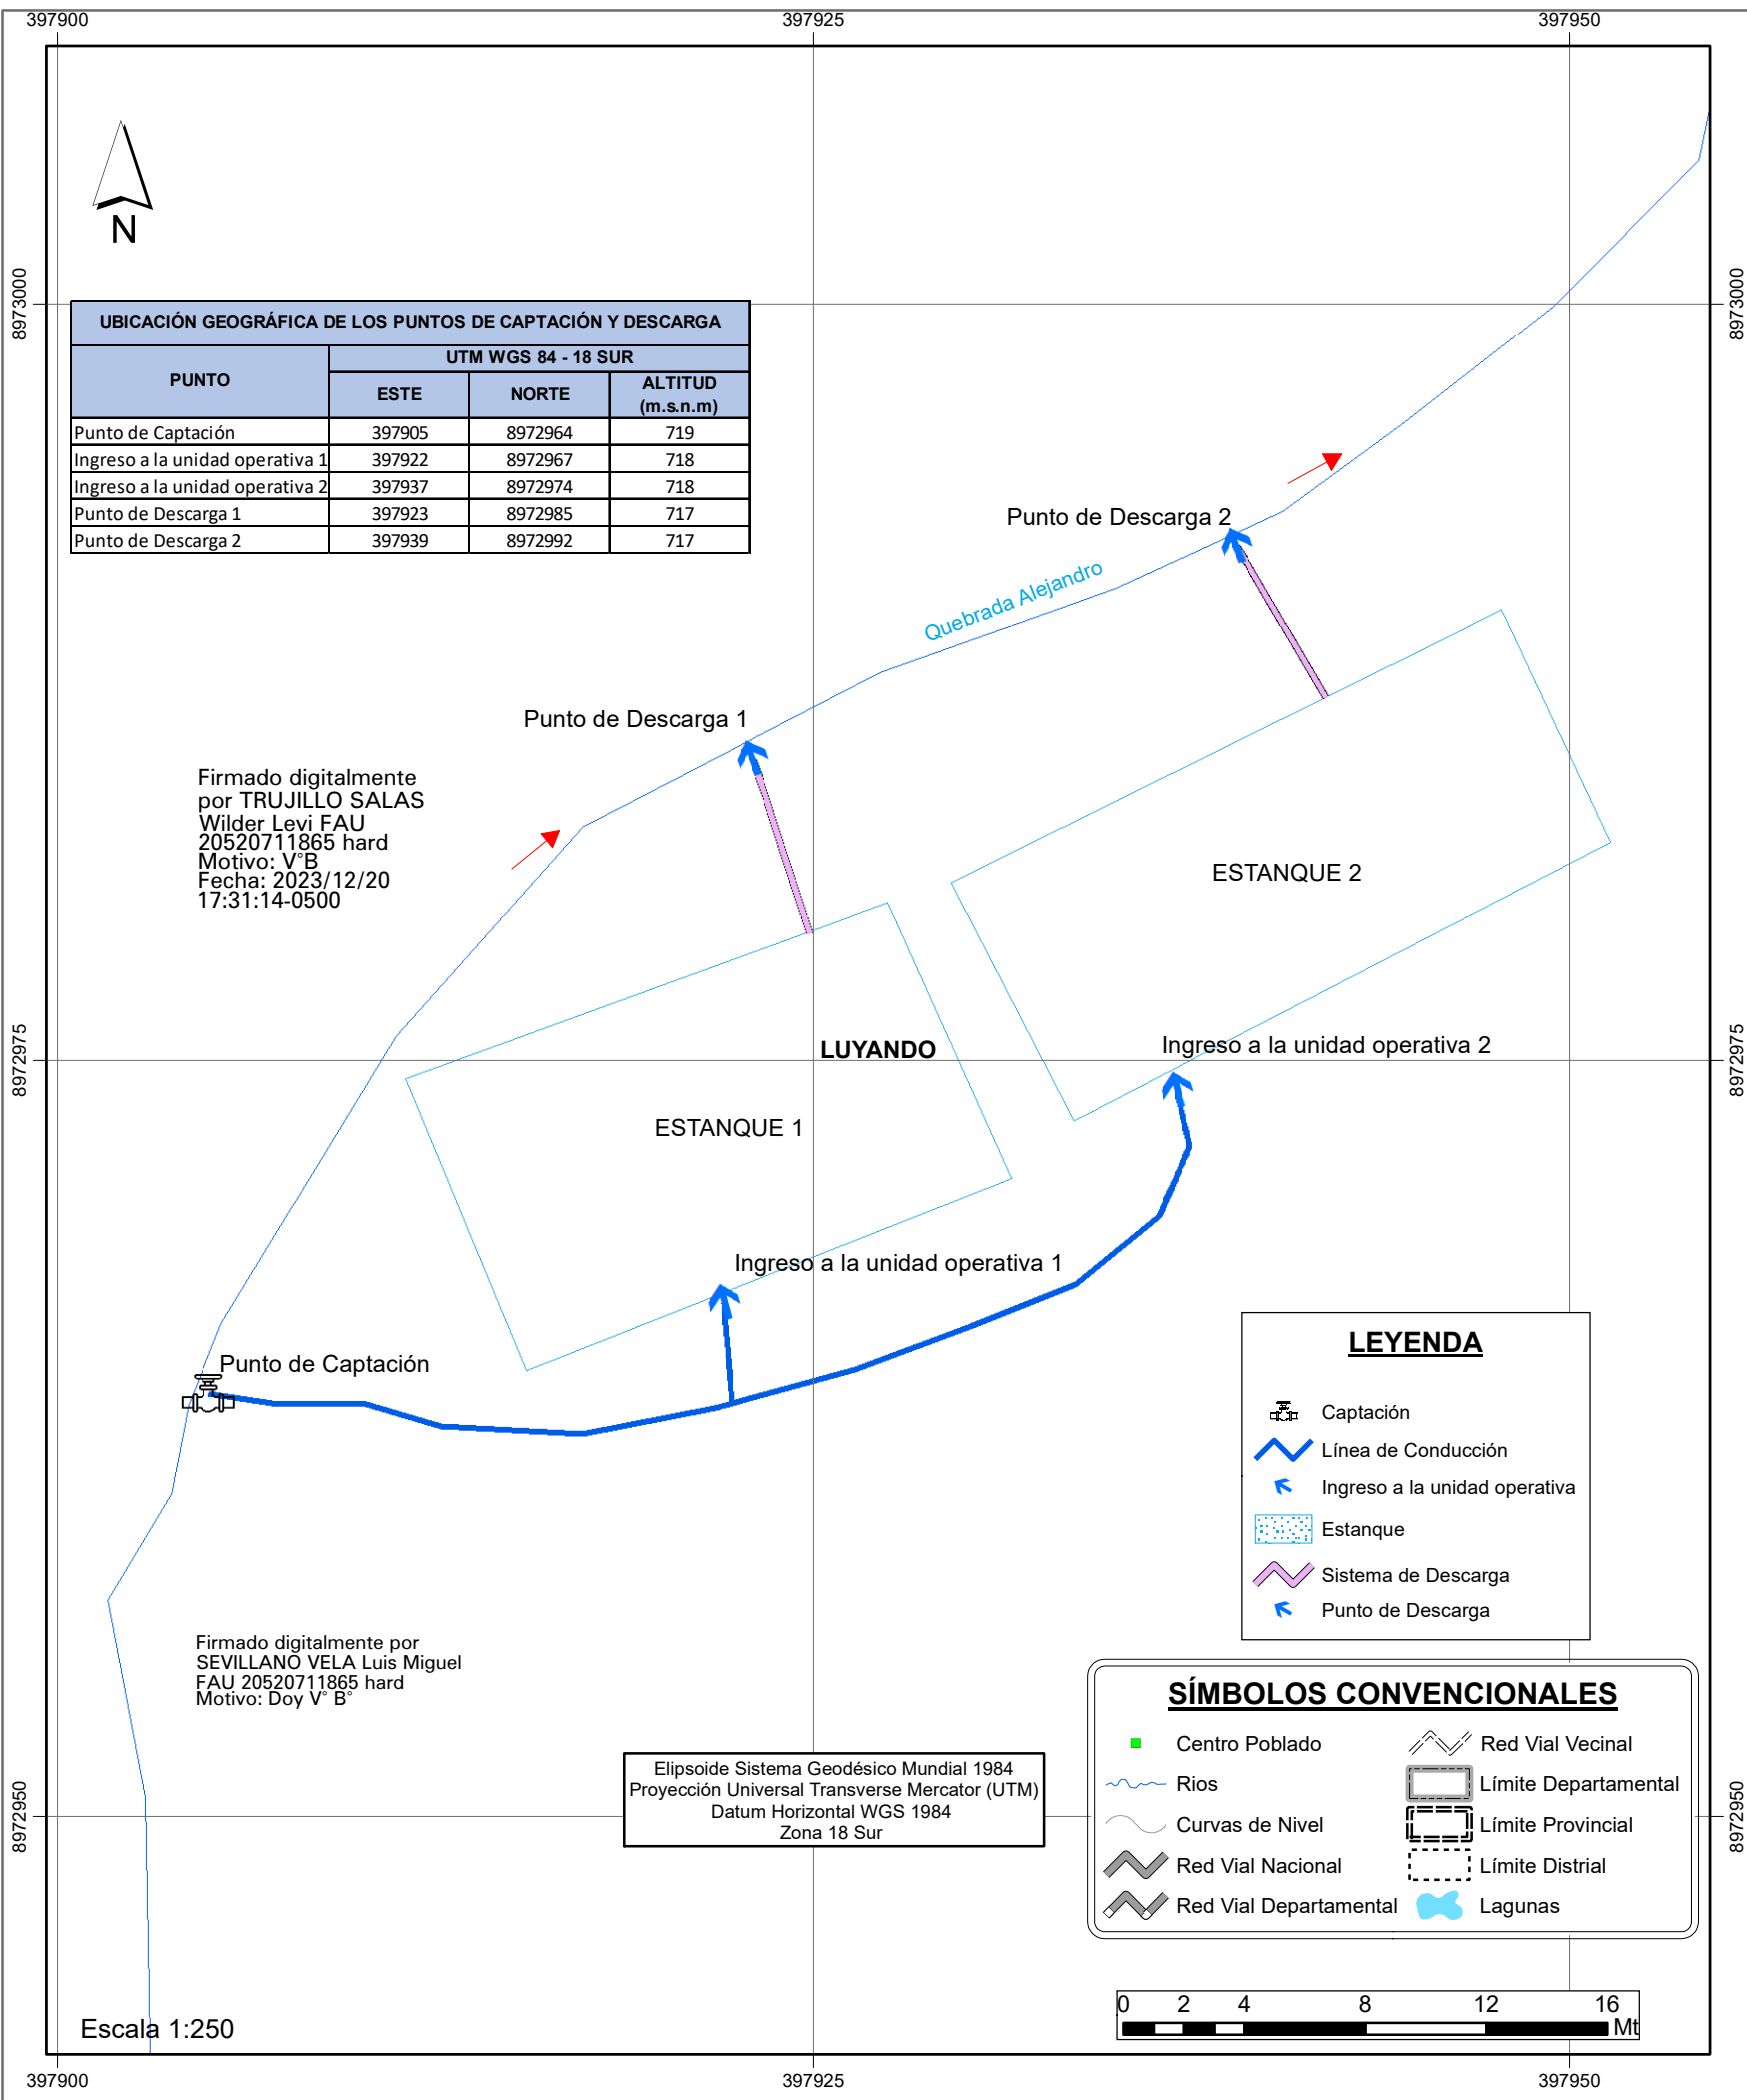 397900
397925
397950
N
8973000
8973000
UBICACIÓN GEOGRÁFICA DE LOS PUNTOS DE CAPTACIÓN Y DESCARGA
PUNTO
UTM WGS 84 - 18 SUR
ESTE
NORTE
ALTITUD
(m.s.n.m)
Punto de Captación 397905 8972964 719
Ingreso a la unidad operativa 1 397922 8972967 718
Ingreso a la unidad operativa 2 397937 8972974 718
Punto de Descarga 1 397923 8972985 717
Punto de Descarga 2 397939 8972992 717
Punto de Descarga 2
Quebrada Alejandro
Punto de Descarga 1
Firmado digitalmente
por TRUJILLO SALAS
Wilder Levi FAU
20520711865 hard
Motivo: V°B
Fecha: 2023/12/20
17:31:14-0500
ESTANQUE 2
8972975
8972975
LUYANDO
Ingreso a la unidad operativa 2
ESTANQUE 1
Ingreso a la unidad operativa 1
Punto de Captación
LEYENDA
Captación
Línea de Conducción
Ingreso a la unidad operativa
Estanque
Sistema de Descarga
Punto de Descarga
Firmado digitalmente por
SEVILLANO VELA Luis Miguel
FAU 20520711865 hard
Motivo: Doy V° B°
SÍMBOLOS CONVENCIONALES
Centro Poblado
Rios
Curvas de Nivel
Red Vial Nacional
Red Vial Departamental
Red Vial Vecinal
Límite Departamental
Límite Provincial
Límite Distrial
Lagunas
Elipsoide Sistema Geodésico Mundial 1984
Proyección Universal Transverse Mercator (UTM)
Datum Horizontal WGS 1984
Zona 18 Sur
8972950
8972950
0 2 4 8 12 16
Mt
Escala 1:250
397900
397925
397950